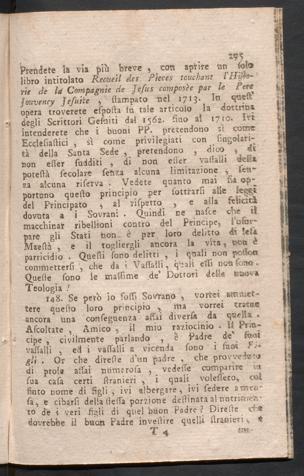 295
Prendete la via più breve, con aprire un solo
libro intitolato Recueil des Pieces touchant l'Histo-
rie de la Compagnie de Jesus composèe par le Pere
Jouvency Jesuite, stampato nel 1713. In quest'
opera troverete esposta in tale articolo la dottrina
degli Scrittori Gesuiti dal 1562. fino al 1710. Ivi
intenderete che i buoni PP. pretendono sì come
Ecclesiastici, sì come privilegiati con singolari-
tà della Santa Sede, pretendono, dico, di
non esser sudditi, di non esser vassalli della
potestà secolare senza alcuna limitazione, sen-
za alcuna riserva. Vedete quanto mai sia op-
portuno questo principio per sottrarsi alle leggi
del Principato, al rispetto, e alla felicità
dovuta a i Sovrani. Quindi ne nasce che il
macchinar ribellioni contro del Principe, l'usur-
pare gli Stati non è per loro delitto di lesa
Maestà, e il togliergli ancora la vita, non è
parricidio. Questi sono delitti, i quali non posson
commettersi, che da i Vassalli, quali essi non sono.
Queste sono le massime de' Dottori delle nuova
Teologia!
148. Se però io fossi Sovrano, vorrei ammet-
tere questo loro principio, ma vorrei trarne
ancora una conseguenza assai diversa da quella.
Ascoltate, Amico, il mio raziocinio. Il Prin-
cipe, civilmente parlando, è Padre de' suoi
vassalli, ed i vassalli a vicenda sono i suoi Fi-
gli. Or che direste d'un padre, che provveduto
di prole assai numerosa, vedesse comparire in
sua casa certi stranieri, i quali volessero, col
finto nome di figli, ivi albergare, ivi sedere a men-
sa, e cibarsi della stessa porzione destinata al nutrimen-
to de i veri figli di quel buon Padre? Direste che
dovrebbe il buon Padre investire quelli stranieri, e
T 4